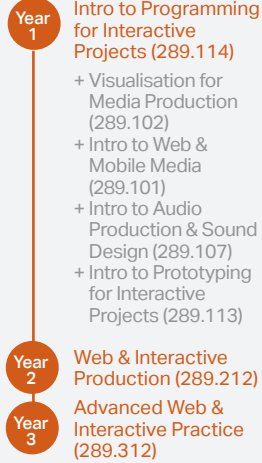 Year
1
Intro to Programming
for Interactive
Projects (289.114)
+ Visualisation for
Media Production
(289.102)
+ Intro to Web &
Mobile Media
(289.101)
+ Intro to Audio
Production & Sound
Design (289.107)
+ Intro to Prototyping
for Interactive
Projects (289.113)
Year
2
Web & Interactive
Production (289.212)
Year
3
Advanced Web &
Interactive Practice
(289.312)